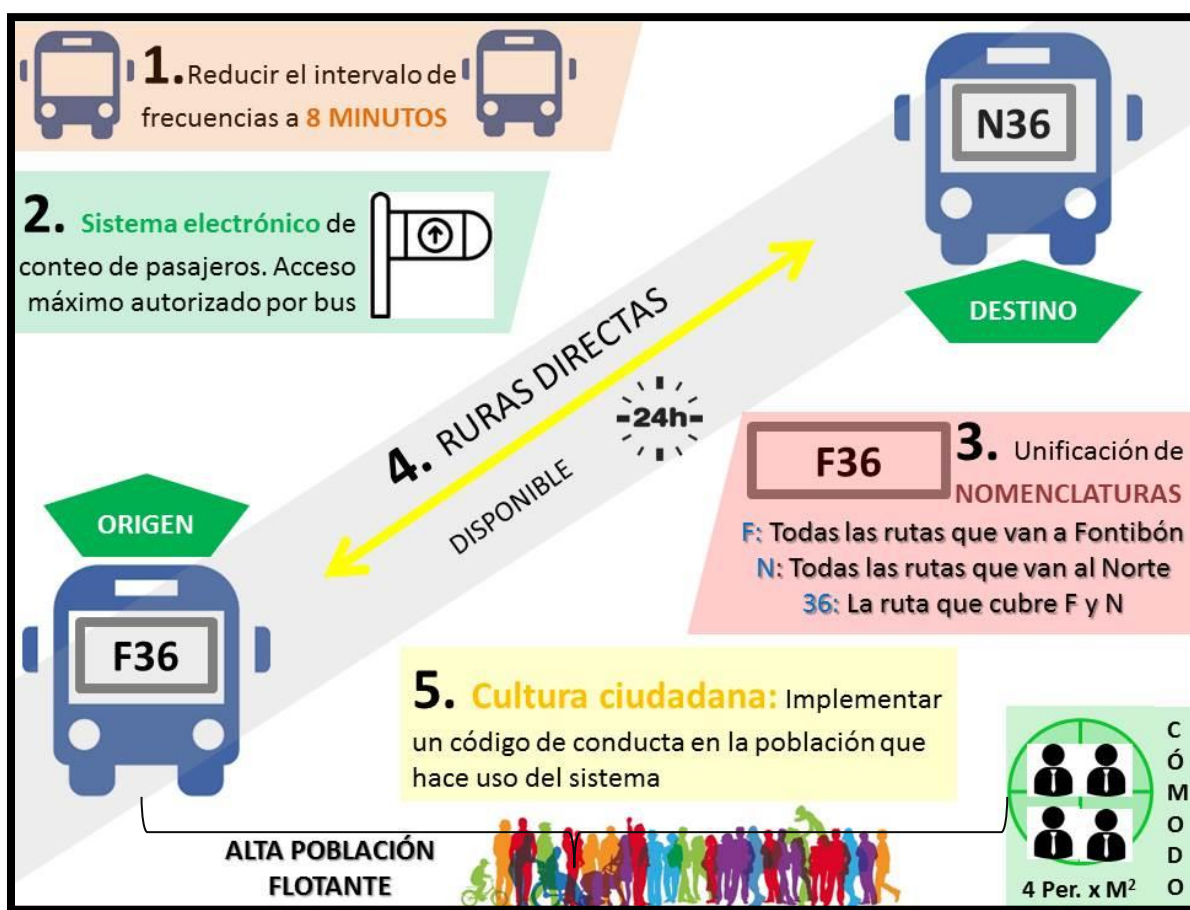 1. Reducir el intervalo de
frecuencias a 8 MINUTOS
N36
DESTINO
2. Sistema electrónico de
conteo de pasajeros. Acceso
máximo autorizado por bus
4. RURAS DIRECTAS
DISPONIBLE
24h
F36
3. Unificación de
NOMENCLATURAS
F: Todas las rutas que van a Fontibón
N: Todas las rutas que van al Norte
36: La ruta que cubre F y N
ORIGEN
F36
5. Cultura ciudadana: Implementar
un código de conducta en la población que
hace uso del sistema
ALTA POBLACIÓN
FLOTANTE
4 Per. x M²
CÓMODO